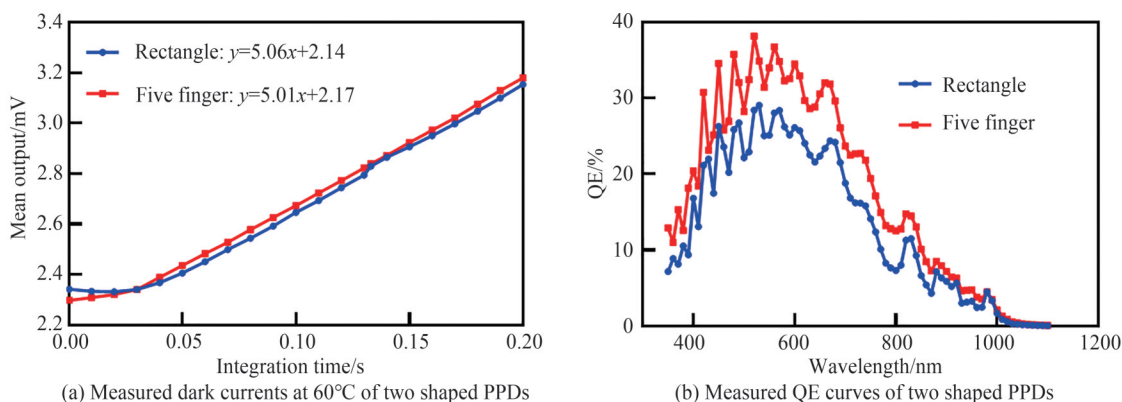 3.4
3.2
3.0
2.8
2.6
2.4
2.2
Mean output/mV
Rectangle: y=5.06x+2.14
Five finger: y=5.01x+2.17
0.00 0.05 0.10 0.15 0.20
Integration time/s
(a) Measured dark currents at 60℃ of two shaped PPDs
40
30
20
10
0
QE/%
Rectangle
Five finger
400 600 800 1000 1200
Wavelength/nm
(b) Measured QE curves of two shaped PPDs